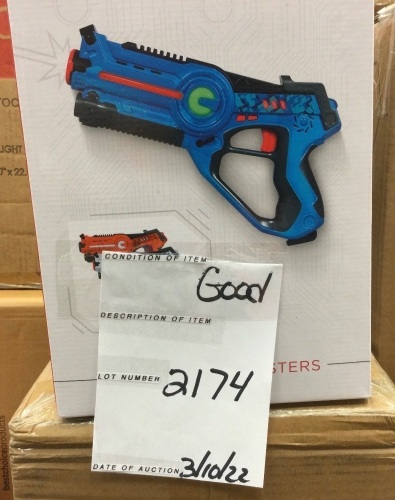 CONDITION OF ITEM
Good
DESCRIPTION OF ITEM
STERS
LOT NUMBER 2174
DATE OF AUCTION 3/10/22